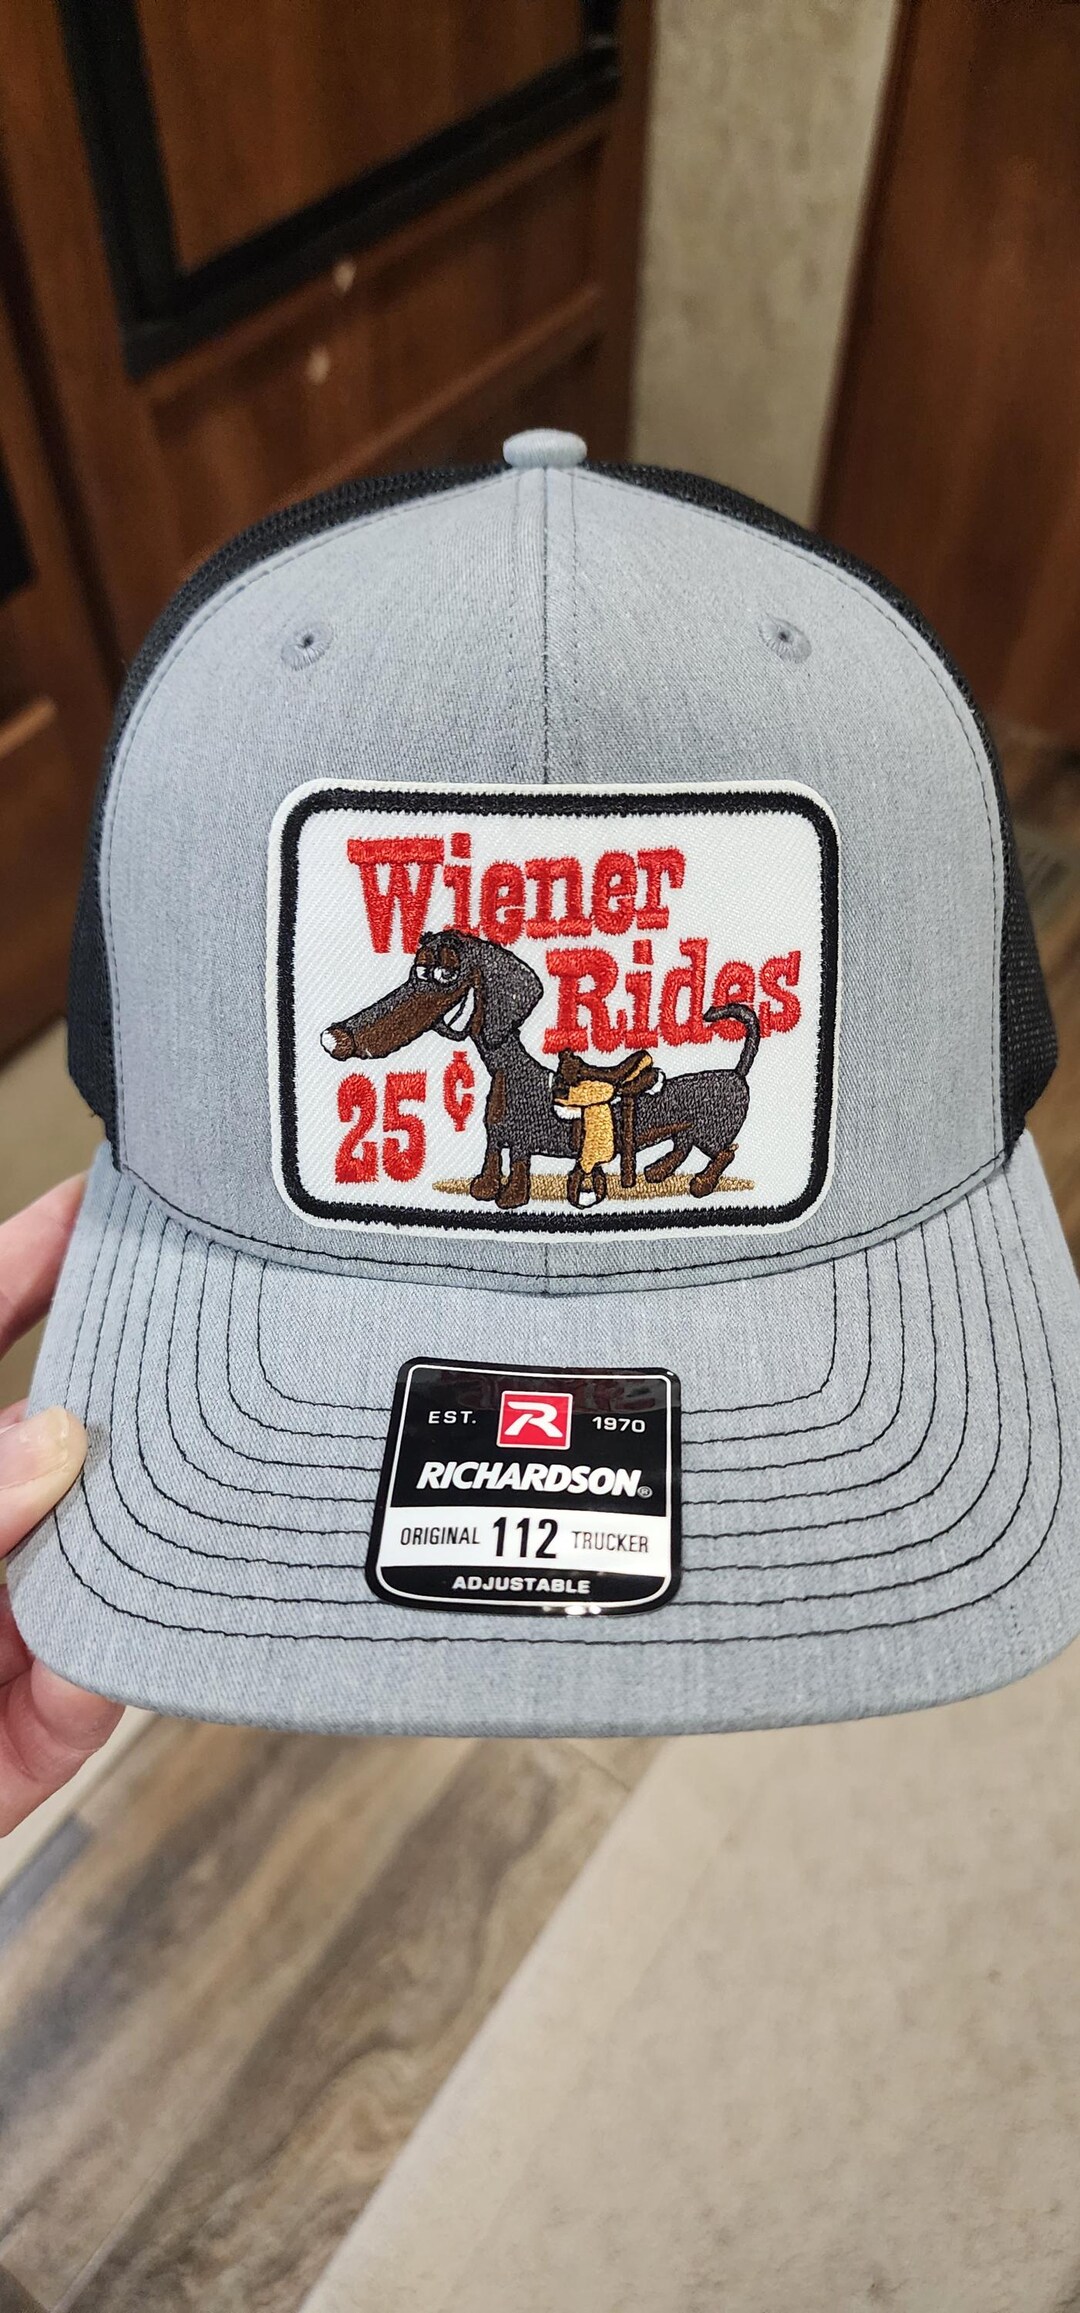 Wiener
Rides
25¢
EST. R 1970
RICHARDSON®
ORIGINAL 112 TRUCKER
ADJUSTABLE